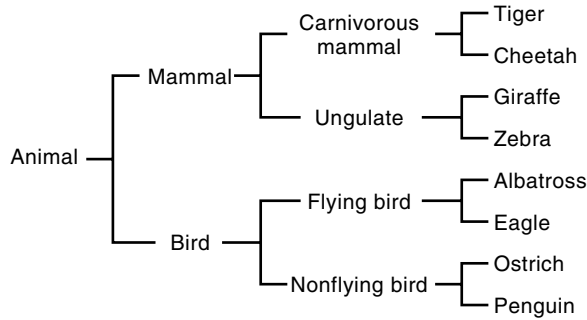 Animal
Mammal
Carnivorous
mammal
Tiger
Cheetah
Ungulate
Giraffe
Zebra
Bird
Flying bird
Albatross
Eagle
Nonflying bird
Ostrich
Penguin